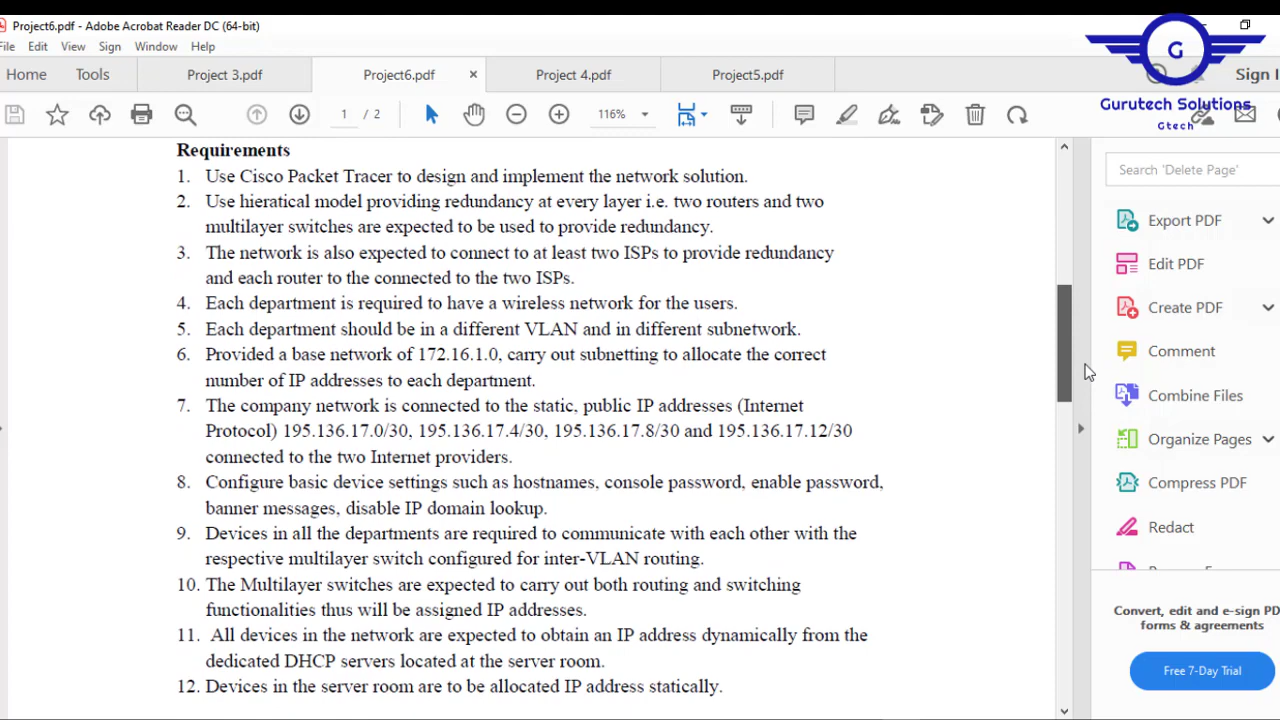 Project6.pdf - Adobe Acrobat Reader DC (64-bit)
File Edit View Sign Window Help
Home Tools Project 3.pdf Project6.pdf × Project 4.pdf Project5.pdf Sign I
1 / 2 116%
G
Gurutech Solutions
Gtech
Requirements
1. Use Cisco Packet Tracer to design and implement the network solution.
2. Use hieratical model providing redundancy at every layer i.e. two routers and two
multilayer switches are expected to be used to provide redundancy.
3. The network is also expected to connect to at least two ISPs to provide redundancy
and each router to the connected to the two ISPs.
4. Each department is required to have a wireless network for the users.
5. Each department should be in a different VLAN and in different subnetwork.
6. Provided a base network of 172.16.1.0, carry out subnetting to allocate the correct
number of IP addresses to each department.
7. The company network is connected to the static, public IP addresses (Internet
Protocol) 195.136.17.0/30, 195.136.17.4/30, 195.136.17.8/30 and 195.136.17.12/30
connected to the two Internet providers.
8. Configure basic device settings such as hostnames, console password, enable password,
banner messages, disable IP domain lookup.
9. Devices in all the departments are required to communicate with each other with the
respective multilayer switch configured for inter-VLAN routing.
10. The Multilayer switches are expected to carry out both routing and switching
functionalities thus will be assigned IP addresses.
11. All devices in the network are expected to obtain an IP address dynamically from the
dedicated DHCP servers located at the server room.
12. Devices in the server room are to be allocated IP address statically.
Search 'Delete Page'
Export PDF
Edit PDF
Create PDF
Comment
Combine Files
Organize Pages
Compress PDF
Redact
Convert, edit and e-sign PD
forms & agreements
Free 7-Day Trial